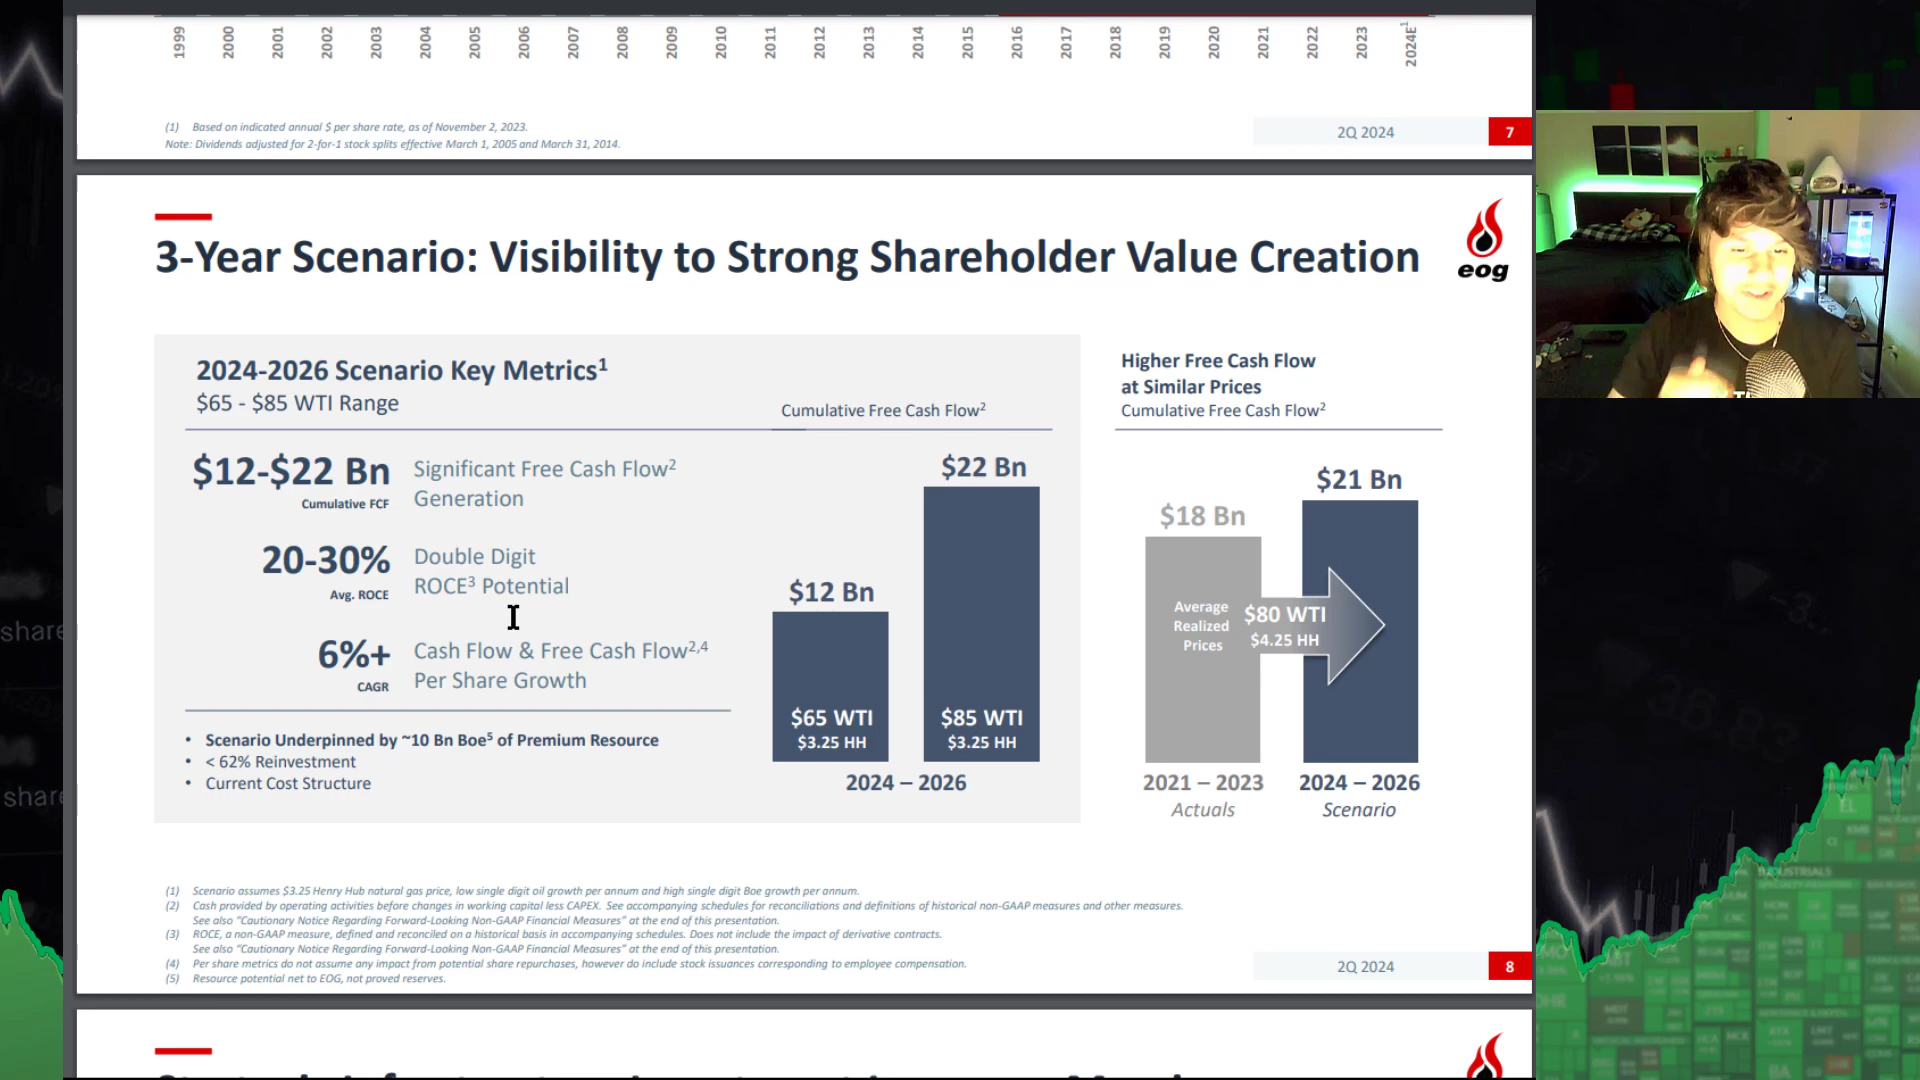 1999 2000 2001 2002 2003 2004 2005 2006 2007 2008 2009 2010 2011 2012 2013 2014 2015 2016 2017 2018 2019 2020 2021 2022 2023 2024E1
(1) Based on indicated annual $ per share rate, as of November 2, 2023.
Note: Dividends adjusted for 2-for-1 stock splits effective March 1, 2005 and March 31, 2014.
2Q 2024 7
3-Year Scenario: Visibility to Strong Shareholder Value Creation
eog
2024-2026 Scenario Key Metrics1
$65 - $85 WTI Range
Cumulative Free Cash Flow2
$12-$22 Bn
Cumulative FCF
Significant Free Cash Flow2
Generation
20-30%
Avg. ROCE
Double Digit
ROCE3 Potential
6%+
CAGR
Cash Flow & Free Cash Flow2,4
Per Share Growth
• Scenario Underpinned by ~10 Bn Boe5 of Premium Resource
• < 62% Reinvestment
• Current Cost Structure
$12 Bn
$65 WTI
$3.25 HH
$22 Bn
$85 WTI
$3.25 HH
2024 – 2026
Higher Free Cash Flow
at Similar Prices
Cumulative Free Cash Flow2
$18 Bn
$21 Bn
Average
Realized
Prices
$80 WTI
$4.25 HH
2021 – 2023
Actuals
2024 – 2026
Scenario
(1) Scenario assumes $3.25 Henry Hub natural gas price, low single digit oil growth per annum and high single digit Boe growth per annum.
(2) Cash provided by operating activities before changes in working capital less CAPEX. See accompanying schedules for reconciliations and definitions of historical non-GAAP measures and other measures.
See also "Cautionary Notice Regarding Forward-Looking Non-GAAP Financial Measures" at the end of this presentation.
(3) ROCE, a non-GAAP measure, defined and reconciled on a historical basis in accompanying schedules. Does not include the impact of derivative contracts.
See also "Cautionary Notice Regarding Forward-Looking Non-GAAP Financial Measures" at the end of this presentation.
(4) Per share metrics do not assume any impact from potential share repurchases, however do include stock issuances corresponding to employee compensation.
(5) Resource potential net to EOG, not proved reserves.
2Q 2024 8
share
share
36.83
INDUSTRIALS